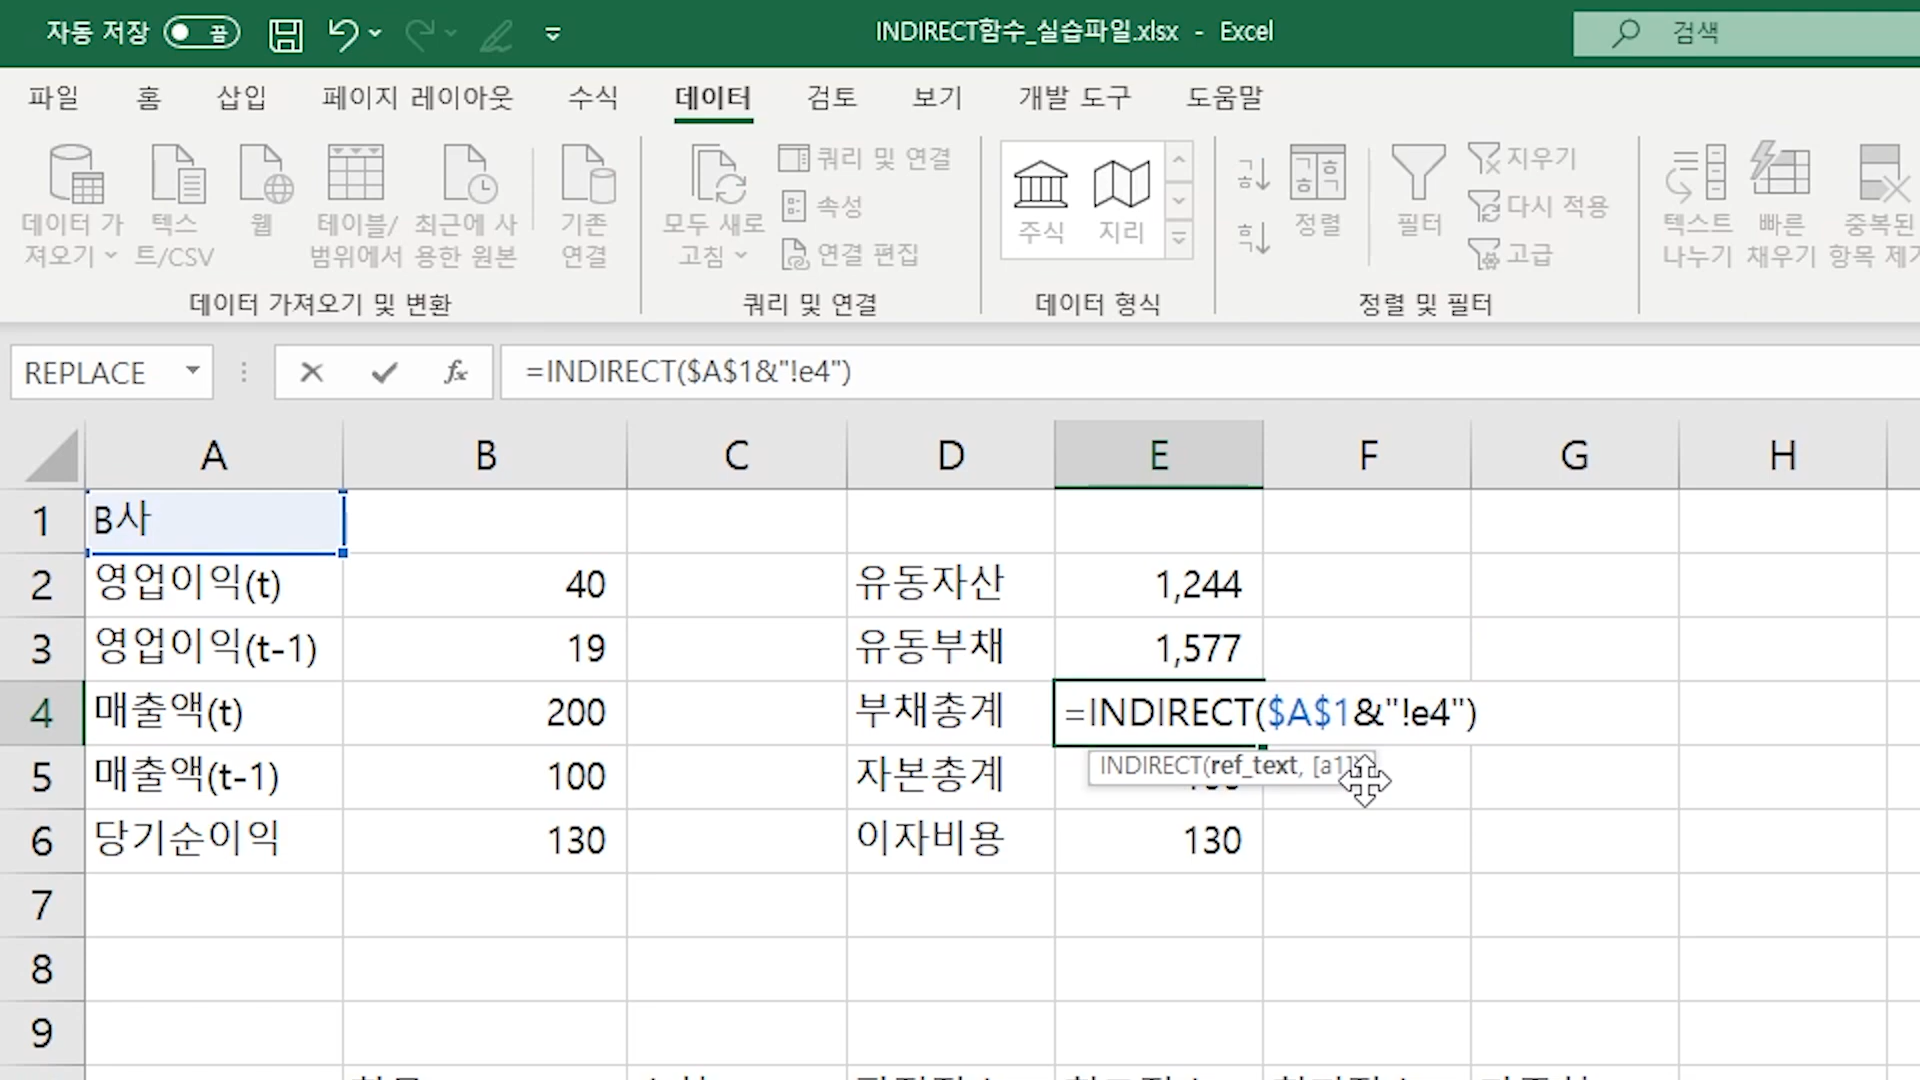 자동 저장 끔 INDIRECT함수_실습파일.xlsx - Excel 검색
파일 홈 삽입 페이지 레이아웃 수식 데이터 검토 보기 개발 도구 도움말
데이터 가
져오기
텍스
트/CSV
웹
테이블/
범위에서
최근에 사
용한 원본
기존
연결
데이터 가져오기 및 변환
모두 새로
고침
쿼리 및 연결
속성
연결 편집
쿼리 및 연결
주식 지리
데이터 형식
정렬
필터
지우기
다시 적용
고급
정렬 및 필터
텍스트
나누기
빠른
채우기
중복된
항목 제거
REPLACE fx =INDIRECT($A$1&"!e4")
A B C D E F G H
1 B사
2 영업이익(t) 40 유동자산 1,244
3 영업이익(t-1) 19 유동부채 1,577
4 매출액(t) 200 부채총계 =INDIRECT($A$1&"!e4")
INDIRECT(ref_text, [a1])
5 매출액(t-1) 100 자본총계
6 당기순이익 130 이자비용 130
7
8
9